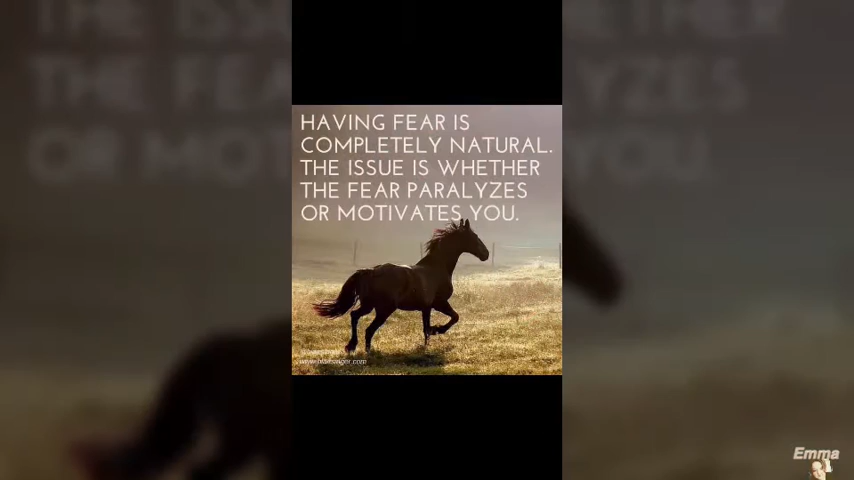 HAVING FEAR IS
COMPLETELY NATURAL.
THE ISSUE IS WHETHER
THE FEAR PARALYZES
OR MOTIVATES YOU.
Emma